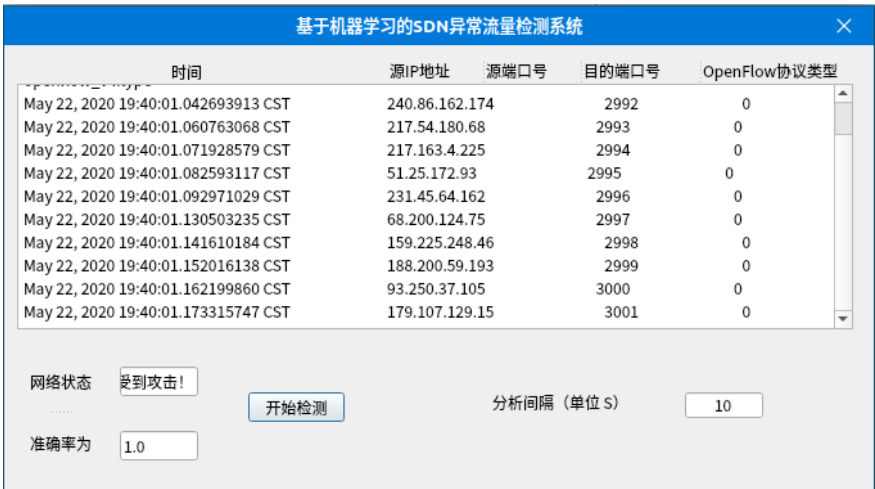 基于机器学习的SDN异常流量检测系统
时间 源IP地址 源端口号 目的端口号 OpenFlow协议类型
May 22, 2020 19:40:01.042693913 CST 240.86.162.174 2992 0
May 22, 2020 19:40:01.060763068 CST 217.54.180.68 2993 0
May 22, 2020 19:40:01.071928579 CST 217.163.4.225 2994 0
May 22, 2020 19:40:01.082593117 CST 51.25.172.93 2995 0
May 22, 2020 19:40:01.092971029 CST 231.45.64.162 2996 0
May 22, 2020 19:40:01.130503235 CST 68.200.124.75 2997 0
May 22, 2020 19:40:01.141610184 CST 159.225.248.46 2998 0
May 22, 2020 19:40:01.152016138 CST 188.200.59.193 2999 0
May 22, 2020 19:40:01.162199860 CST 93.250.37.105 3000 0
May 22, 2020 19:40:01.173315747 CST 179.107.129.15 3001 0
网络状态 受到攻击!
开始检测 分析间隔（单位 S） 10
准确率为 1.0